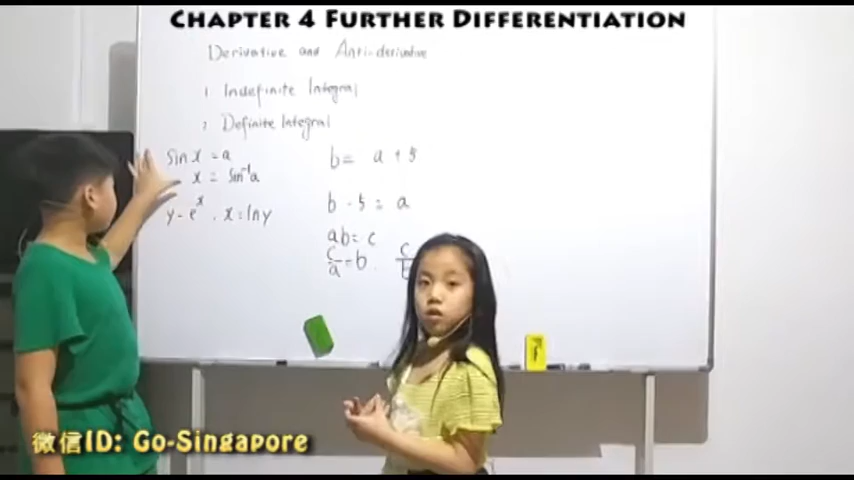 CHAPTER 4 FURTHER DIFFERENTIATION
Derivative and Anti-derivative
1 Indefinite Integral
2 Definite Integral
sin x = a
x = sin⁻¹a
y = eˣ . x = ln y
b = a + 5
b - 5 = a
ab = c
c/a = b
c/b
微信ID: Go-Singapore